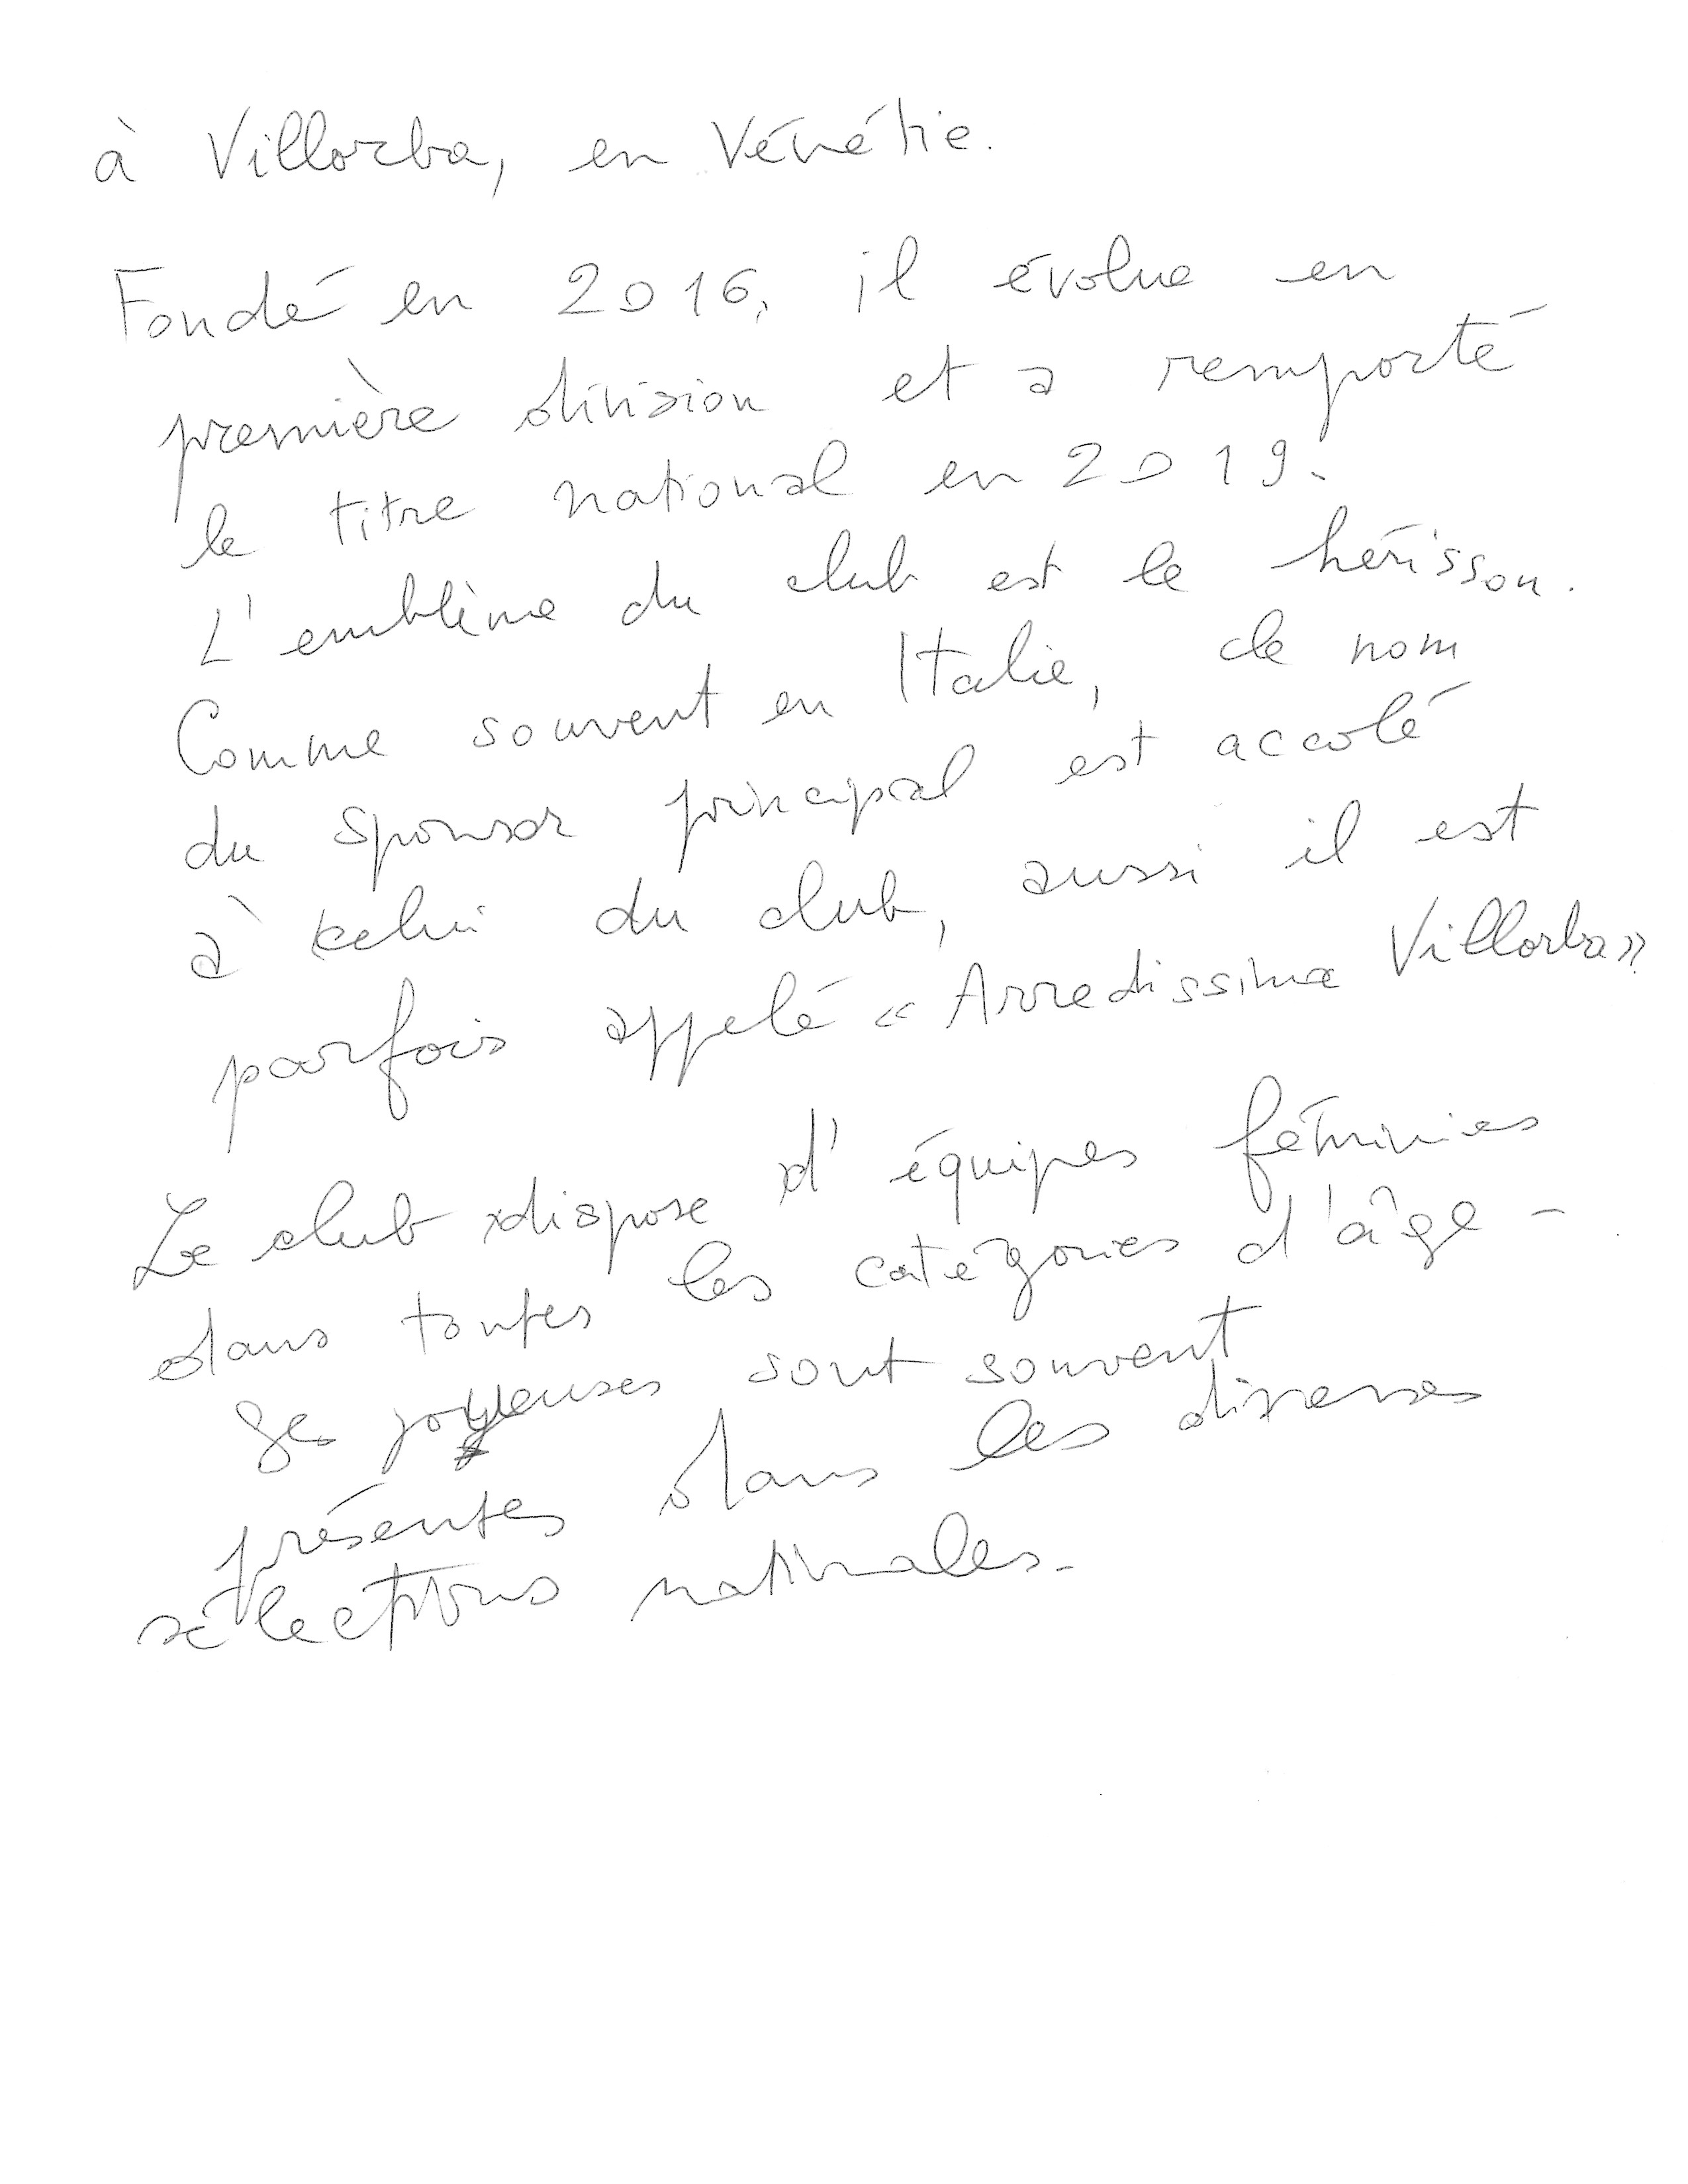 à Villorba, en Vénétie.
Fondé en 2016, il évolue en
première division et a remporté
le titre national en 2019.
L'emblème du club est le hérisson.
Comme souvent en Italie, de nom
du sponsor principal est accolé
à celui du club, aussi il est
parfois appelé « Arredissima Villorba »
Le club dispose d'équipes féminies
dans toutes les catégories d'âge -
Ses joyeuses sont souvent
présentes dans les diverses
sélections nationales -